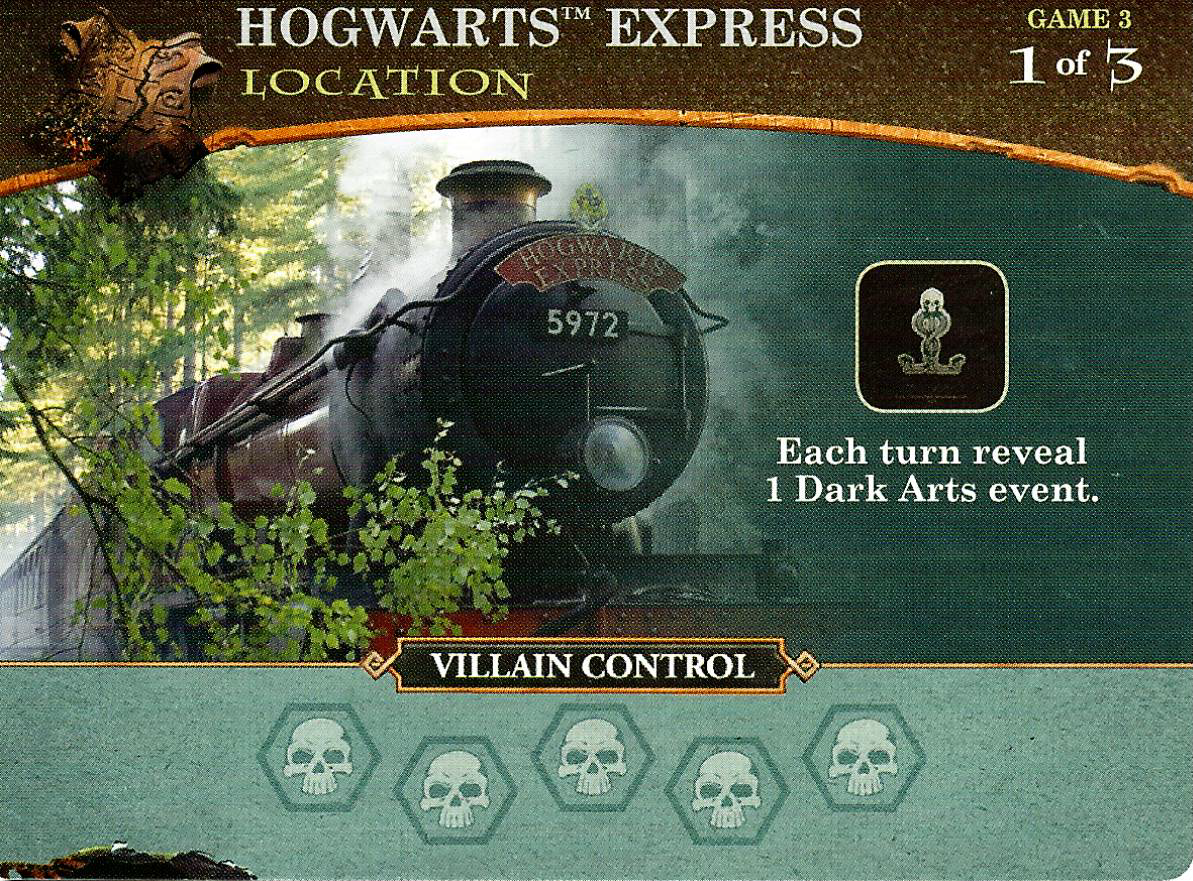 HOGWARTS™ EXPRESS
LOCATION
GAME 3
1 of 3
HOGWARTS
EXPRESS
5972
Each turn reveal
1 Dark Arts event.
VILLAIN CONTROL